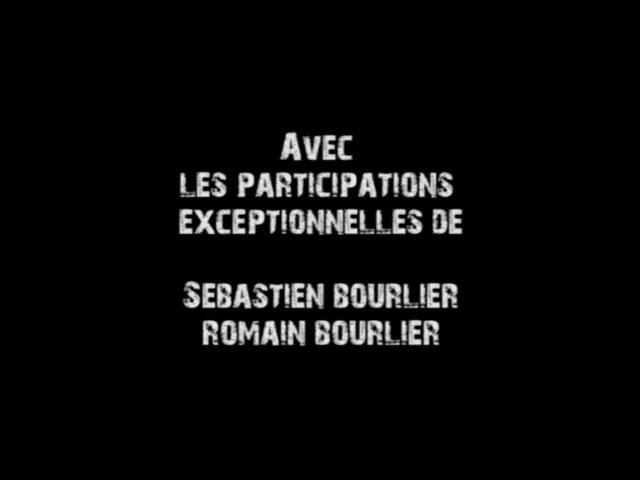 AVEC
LES PARTICIPATIONS
EXCEPTIONNELLES DE
SEBASTIEN BOURLIER
ROMAIN BOURLIER